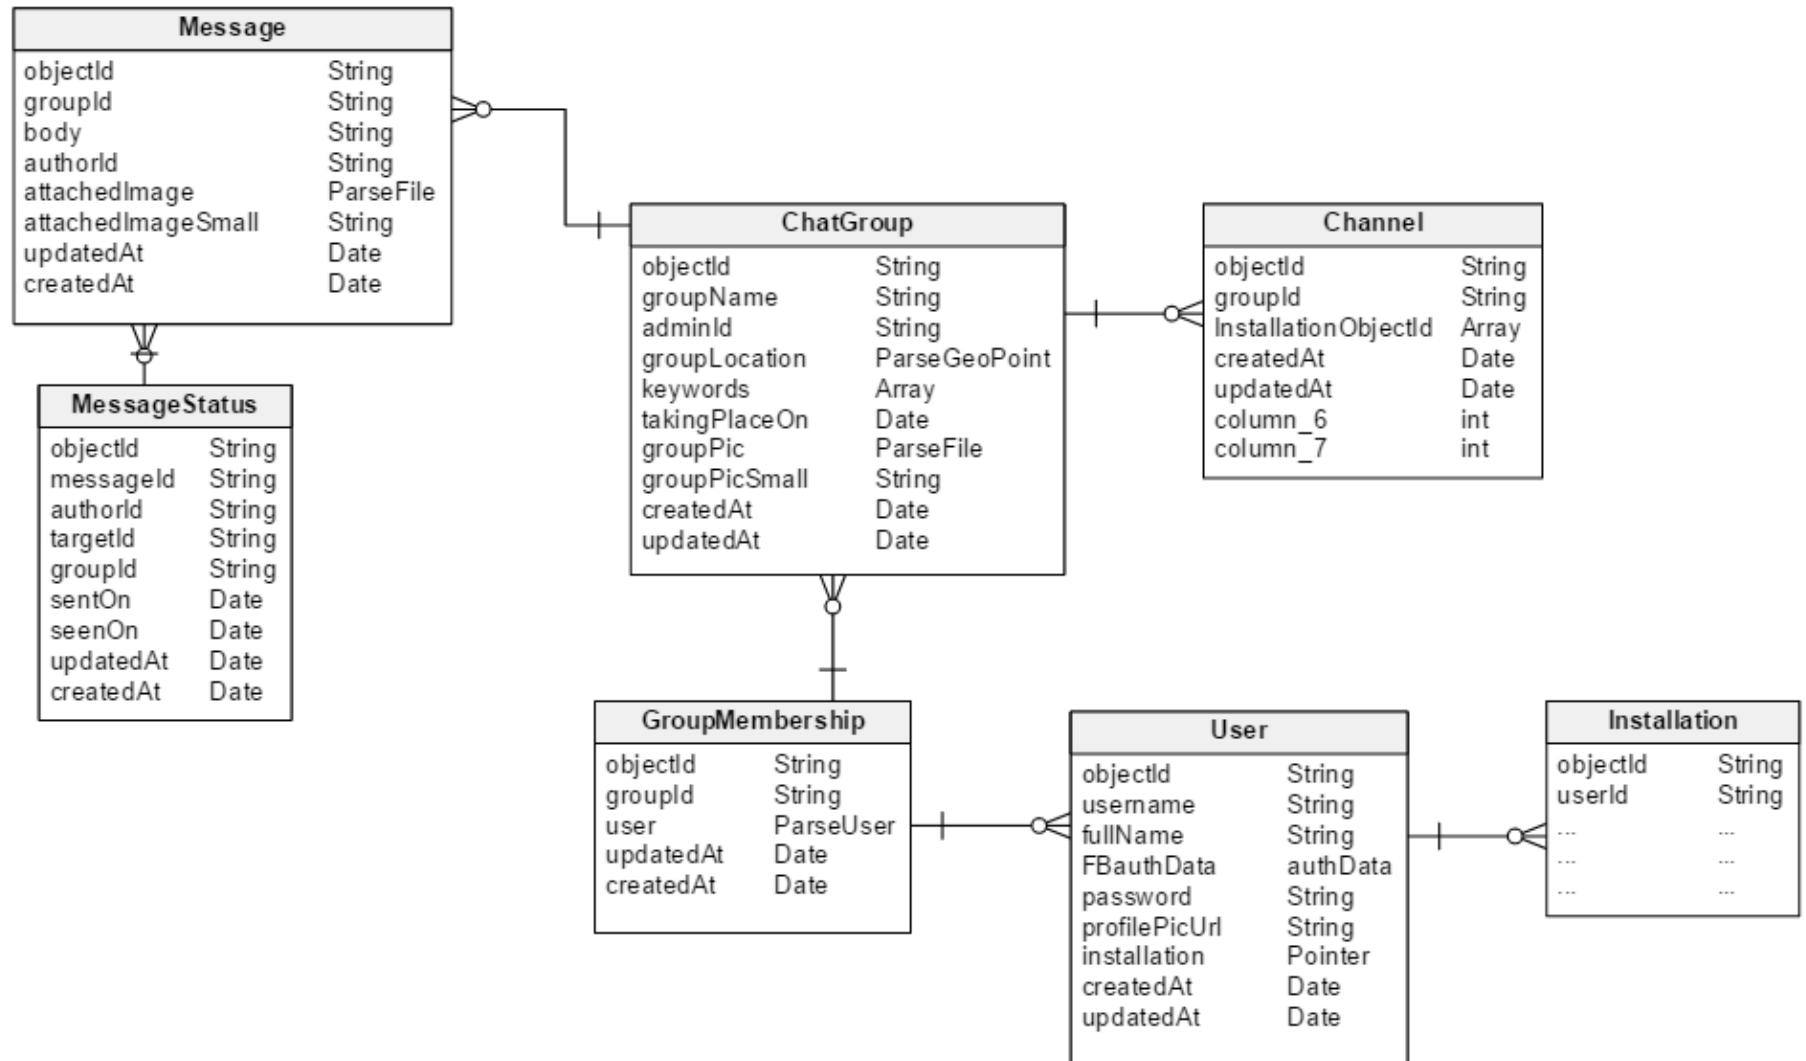 Message
objectId String
groupId String
body String
authorId String
attachedImage ParseFile
attachedImageSmall String
updatedAt Date
createdAt Date
ChatGroup
objectId String
groupName String
adminId String
groupLocation ParseGeoPoint
keywords Array
takingPlaceOn Date
groupPic ParseFile
groupPicSmall String
createdAt Date
updatedAt Date
Channel
objectId String
groupId String
InstallationObjectId Array
createdAt Date
updatedAt Date
column_6 int
column_7 int
MessageStatus
objectId String
messageId String
authorId String
targetId String
groupId String
sentOn Date
seenOn Date
updatedAt Date
createdAt Date
GroupMembership
objectId String
groupId String
user ParseUser
updatedAt Date
createdAt Date
User
objectId String
username String
fullName String
FBauthData authData
password String
profilePicUrl String
installation Pointer
createdAt Date
updatedAt Date
Installation
objectId String
userId String
... ...
... ...
... ...